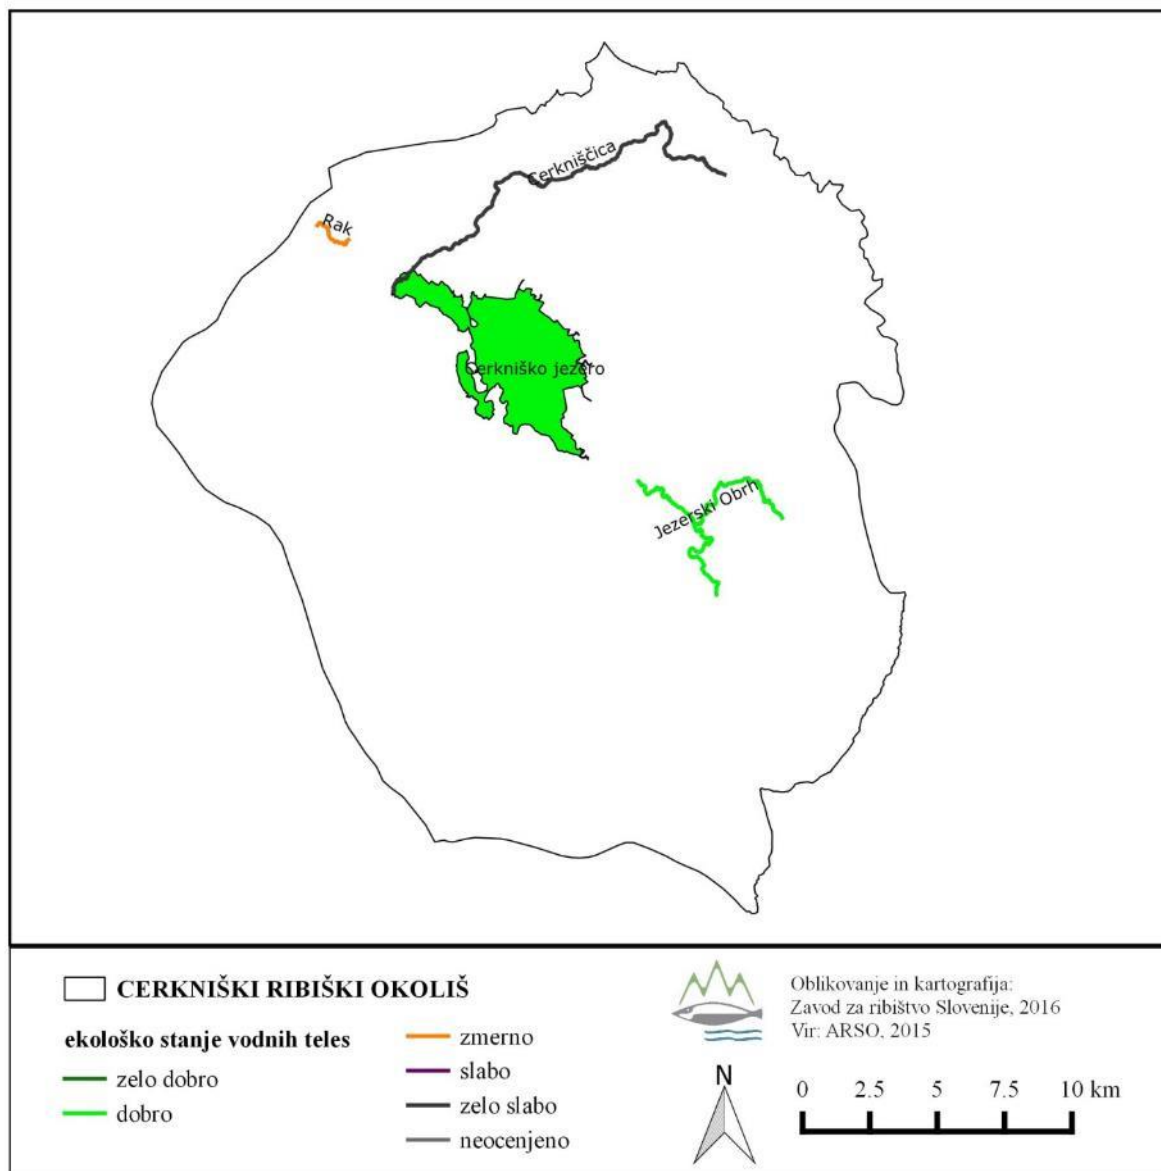 Cerkniščica
Rak
Cerkniško jezero
Jezerski Obrh
CERKNIŠKI RIBIŠKI OKOLIŠ
ekološko stanje vodnih teles
zelo dobro
dobro
zmerno
slabo
zelo slabo
neocenjeno
Oblikovanje in kartografija:
Zavod za ribištvo Slovenije, 2016
Vir: ARSO, 2015
N
0 2.5 5 7.5 10 km